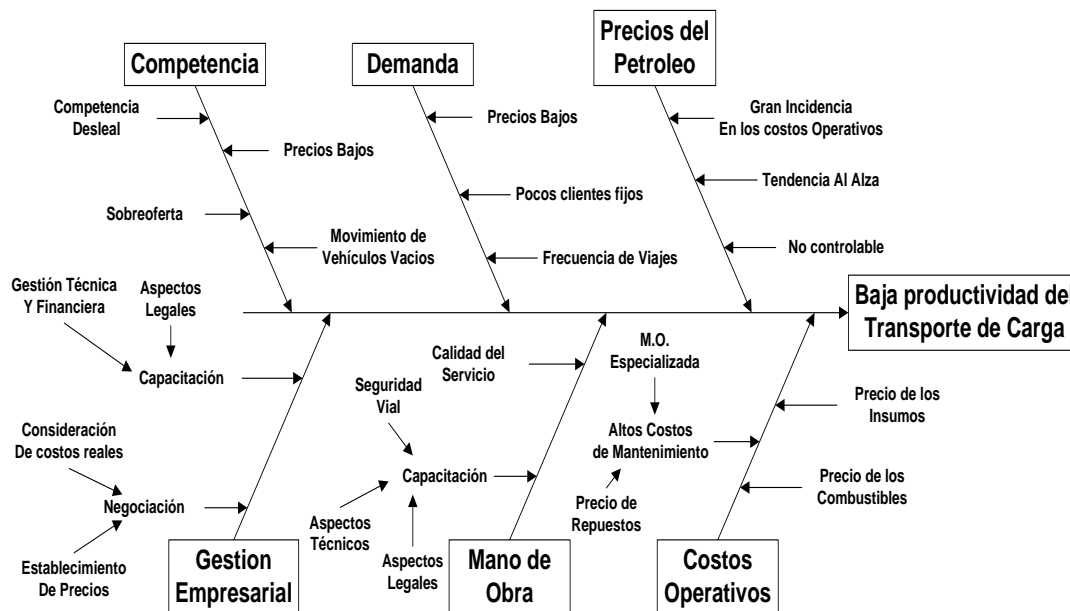 Competencia
Demanda
Precios del
Petroleo
Competencia
Desleal
Precios Bajos
Sobreoferta
Movimiento de
Vehículos Vacios
Precios Bajos
Pocos clientes fijos
Frecuencia de Viajes
Gran Incidencia
En los costos Operativos
Tendencia Al Alza
No controlable
Baja productividad del
Transporte de Carga
Gestión Técnica
Y Financiera
Aspectos
Legales
Capacitación
Consideración
De costos reales
Negociación
Establecimiento
De Precios
Gestion
Empresarial
Calidad del
Servicio
Seguridad
Vial
Capacitación
Aspectos
Técnicos
Aspectos
Legales
Mano de
Obra
M.O.
Especializada
Altos Costos
de Mantenimiento
Precio de
Repuestos
Precio de los
Insumos
Precio de los
Combustibles
Costos
Operativos